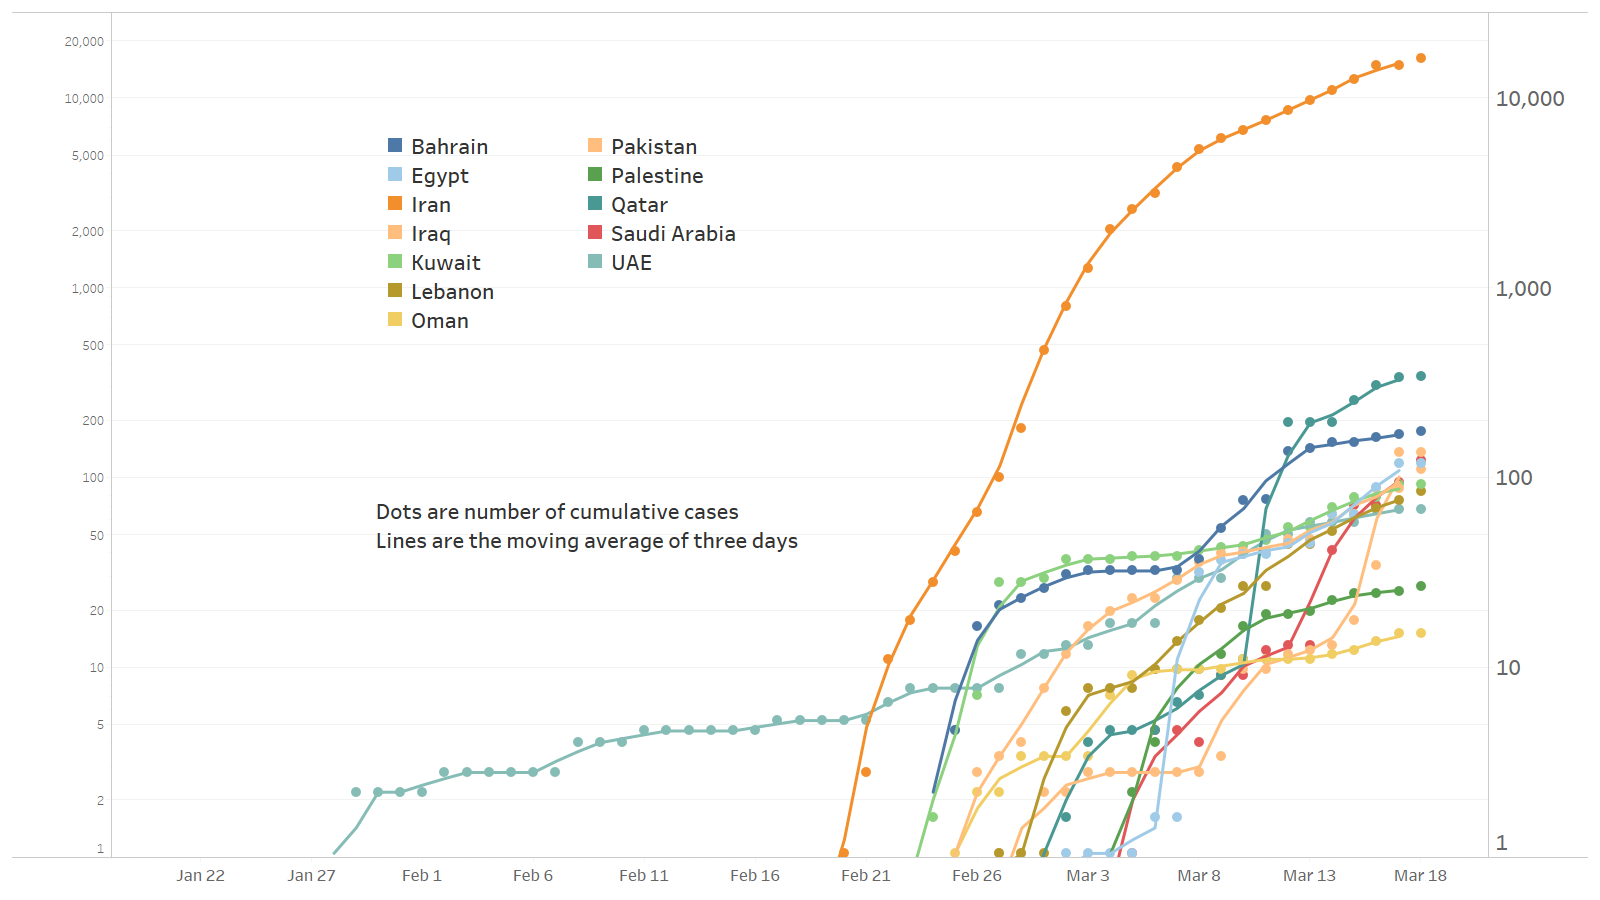 20,000
10,000
5,000
2,000
1,000
500
200
100
50
20
10
5
2
1
Bahrain
Egypt
Iran
Iraq
Kuwait
Lebanon
Oman
Pakistan
Palestine
Qatar
Saudi Arabia
UAE
Dots are number of cumulative cases
Lines are the moving average of three days
10,000
1,000
100
10
1
Jan 22
Jan 27
Feb 1
Feb 6
Feb 11
Feb 16
Feb 21
Feb 26
Mar 3
Mar 8
Mar 13
Mar 18